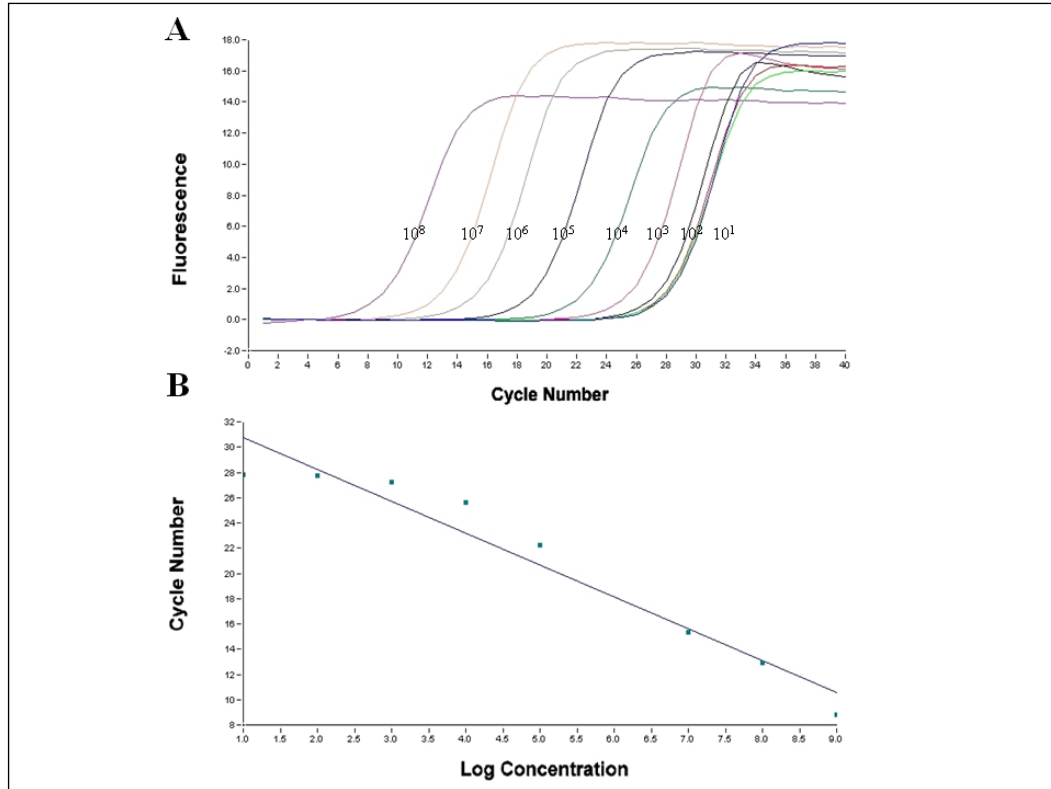 A
Fluorescence
18.0
16.0
14.0
12.0
10.0
8.0
6.0
4.0
2.0
0.0
-2.0
10⁸ 10⁷ 10⁶ 10⁵ 10⁴ 10³ 10² 10¹
0 2 4 6 8 10 12 14 16 18 20 22 24 26 28 30 32 34 36 38 40
Cycle Number
B
Cycle Number
32
30
28
26
24
22
20
18
16
14
12
10
8
1.0 1.5 2.0 2.5 3.0 3.5 4.0 4.5 5.0 5.5 6.0 6.5 7.0 7.5 8.0 8.5 9.0
Log Concentration